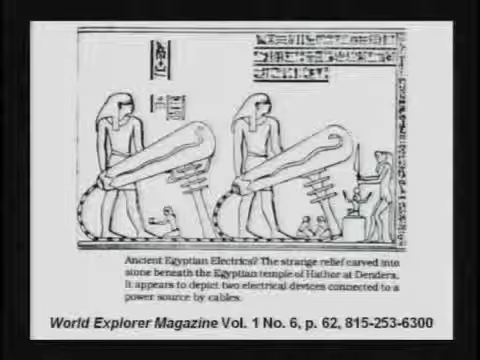 Ancient Egyptian Electrics? The strange relief carved into
stone beneath the Egyptian temple of Hathor at Dendera.
It appears to depict two electrical devices connected to a
power source by cables.
World Explorer Magazine Vol. 1 No. 6, p. 62, 815-253-6300